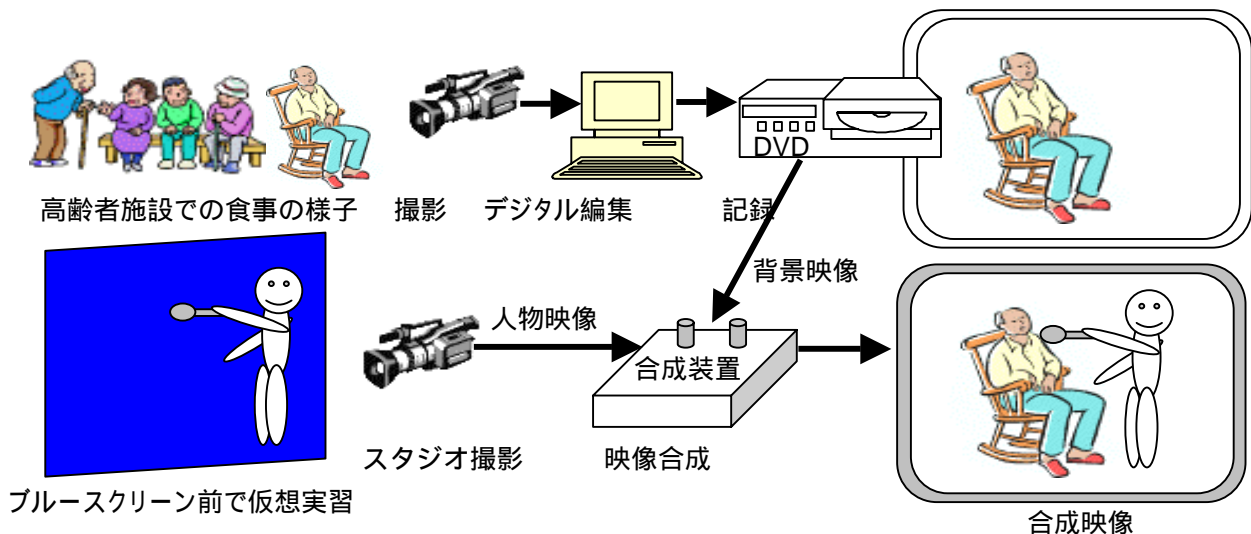 DVD
高齢者施設での食事の様子
撮影
デジタル編集
記録
背景映像
人物映像
合成装置
スタジオ撮影
映像合成
ブルースクリーン前で仮想実習
合成映像